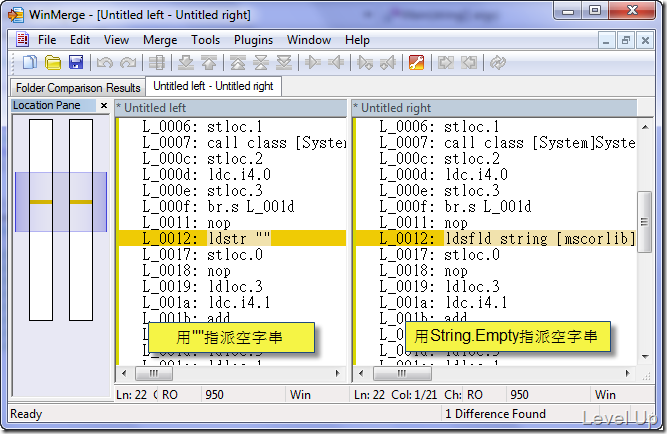 WinMerge - [Untitled left - Untitled right]
File Edit View Merge Tools Plugins Window Help
Folder Comparison Results Untitled left - Untitled right
Location Pane
* Untitled left
L_0006: stloc.1
L_0007: call class [System
L_000c: stloc.2
L_000d: ldc.i4.0
L_000e: stloc.3
L_000f: br.s L_001d
L_0011: nop
L_0012: ldstr ""
L_0017: stloc.0
L_0018: nop
L_0019: ldloc.3
L_001a: ldc.i4.1
L_001b: add
用""指派空字串
Ln: 22 RO 950 Win
* Untitled right
L_0006: stloc.1
L_0007: call class [System]Syste
L_000c: stloc.2
L_000d: ldc.i4.0
L_000e: stloc.3
L_000f: br.s L_001d
L_0011: nop
L_0012: ldsfld string [mscorlib]
L_0017: stloc.0
L_0018: nop
L_0019: ldloc.3
L_001a: ldc.i4.1
用String.Empty指派空字串
Ln: 22 Col: 1/21 Ch: RO 950 Win
Ready 1 Difference Found
Level Up